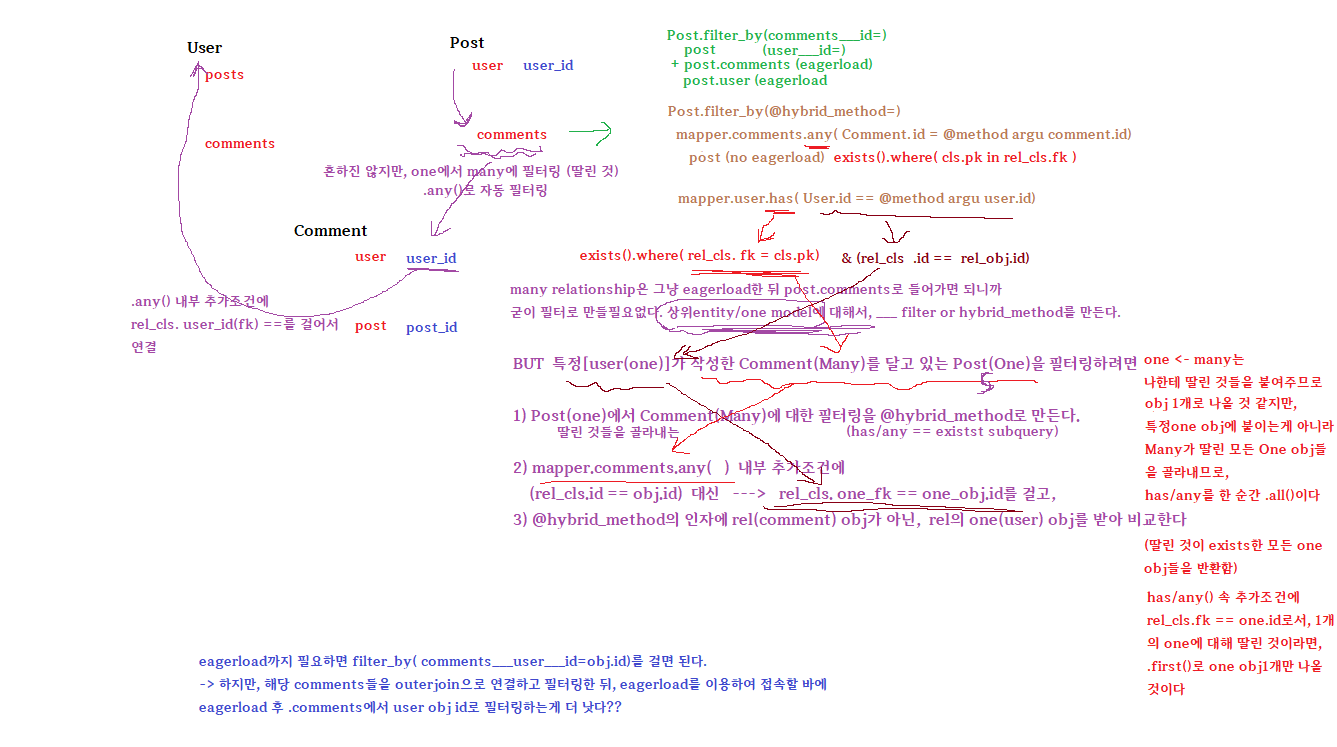 User
posts
comments
Post
user user_id
comments
흔하진 않지만, one에서 many에 필터링 (딸린 것)
.any()로 자동 필터링
Comment
user user_id
post post_id
.any() 내부 추가조건에
rel_cls. user_id(fk) ==를 걸어서
연결
Post.filter_by(comments___id=)
post (user___id=)
+ post.comments (eagerload)
post.user (eagerload
Post.filter_by(@hybrid_method=)
mapper.comments.any( Comment.id = @method argu comment.id)
post (no eagerload) exists().where( cls.pk in rel_cls.fk )
mapper.user.has( User.id == @method argu user.id)
exists().where( rel_cls. fk = cls.pk) & (rel_cls .id == rel_obj.id)
many relationship은 그냥 eagerload한 뒤 post.comments로 들어가면 되니까
굳이 필터로 만들필요없다. 상위entity/one model에 대해서, ___ filter or hybrid_method를 만든다.
BUT 특정[user(one)]가 작성한 Comment(Many)를 달고 있는 Post(One)을 필터링하려면
1) Post(one)에서 Comment(Many)에 대한 필터링을 @hybrid_method로 만든다.
딸린 것들을 골라내는 (has/any == existst subquery)
2) mapper.comments.any( ) 내부 추가조건에
(rel_cls.id == obj.id) 대신 ---> rel_cls. one_fk == one_obj.id를 걸고,
3) @hybrid_method의 인자에 rel(comment) obj가 아닌, rel의 one(user) obj를 받아 비교한다
one <- many는
나한테 딸린 것들을 붙여주므로
obj 1개로 나올 것 같지만,
특정one obj에 붙이는게 아니라
Many가 딸린 모든 One obj들
을 골라내므로,
has/any를 한 순간 .all()이다
(딸린 것이 exists한 모든 one
obj들을 반환함)
has/any() 속 추가조건에
rel_cls.fk == one.id로서, 1개
의 one에 대해 딸린 것이라면,
.first()로 one obj1개만 나올
것이다
eagerload까지 필요하면 filter_by( comments___user___id=obj.id)를 걸면 된다.
-> 하지만, 해당 comments들을 outerjoin으로 연결하고 필터링한 뒤, eagerload를 이용하여 접속할 바에
eagerload 후 .comments에서 user obj id로 필터링하는게 더 낫다??